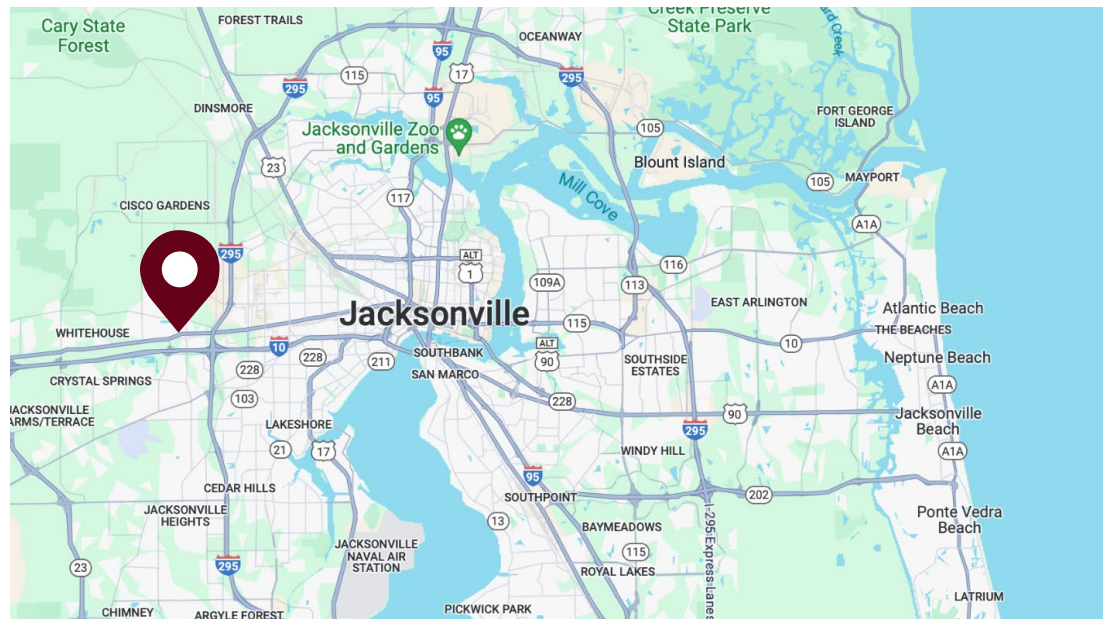 Cary State
Forest
FOREST TRAILS
Creek Preserve
State Park
OCEANWAY
95
17
115
295
295
95
DINSMORE
Jacksonville Zoo
and Gardens
105
FORT GEORGE
ISLAND
23
Blount Island
117
Mill Cove
105
MAYPORT
CISCO GARDENS
A1A
295
ALT
1
116
109A
113
EAST ARLINGTON
Atlantic Beach
Jacksonville
115
THE BEACHES
WHITEHOUSE
10
10
ALT
90
SOUTHBANK
228
211
SOUTHSIDE
ESTATES
Neptune Beach
CRYSTAL SPRINGS
228
SAN MARCO
A1A
103
228
90
JACKSONVILLE
ARMS/TERRACE
Jacksonville
Beach
LAKESHORE
295
21
17
WINDY HILL
A1A
95
CEDAR HILLS
SOUTHPOINT
202
JACKSONVILLE
HEIGHTS
13
BAYMEADOWS
Ponte Vedra
Beach
I-295 Express Lanes
JACKSONVILLE
NAVAL AIR
STATION
115
23
295
ROYAL LAKES
LATRIUM
CHIMNEY
ARGYLE FOREST
PICKWICK PARK